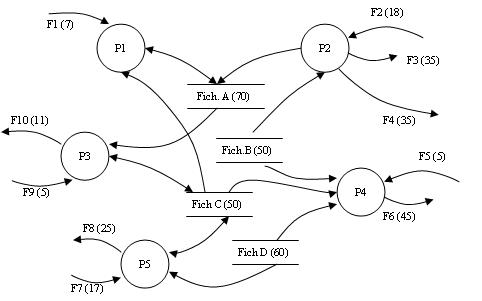 F1 (7)
F2 (18)
P1
P2
F3 (35)
Fich. A (70)
F10 (11)
F4 (35)
Fich.B (50)
P3
F5 (5)
F9 (5)
P4
Fich C (50)
F6 (45)
F8 (25)
Fich D (60)
P5
F7 (17)